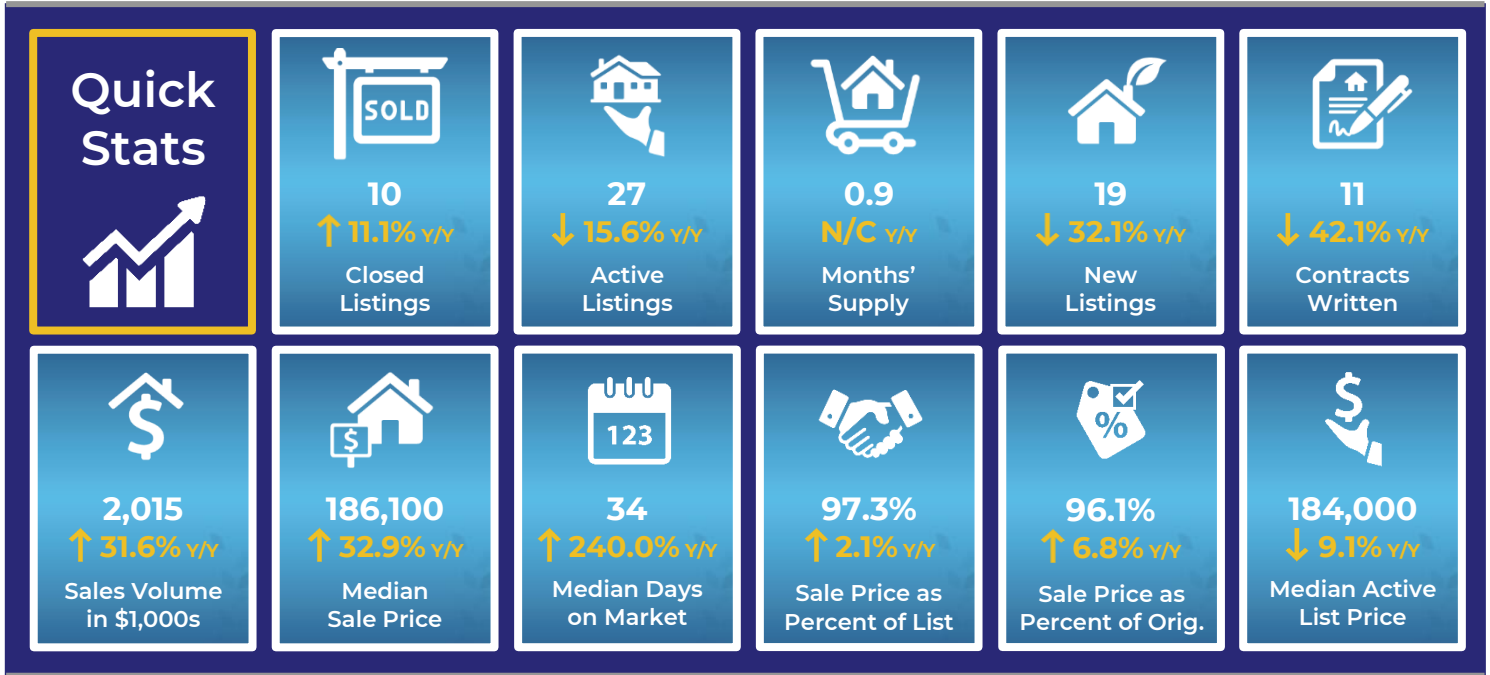 Quick
Stats
SOLD
10
↑ 11.1% Y/Y
Closed
Listings
27
↓ 15.6% Y/Y
Active
Listings
0.9
N/C Y/Y
Months’
Supply
19
↓ 32.1% Y/Y
New
Listings
11
↓ 42.1% Y/Y
Contracts
Written
$
2,015
↑ 31.6% Y/Y
Sales Volume
in $1,000s
$
186,100
↑ 32.9% Y/Y
Median
Sale Price
123
34
↑ 240.0% Y/Y
Median Days
on Market
97.3%
↑ 2.1% Y/Y
Sale Price as
Percent of List
%
96.1%
↑ 6.8% Y/Y
Sale Price as
Percent of Orig.
$
184,000
↓ 9.1% Y/Y
Median Active
List Price